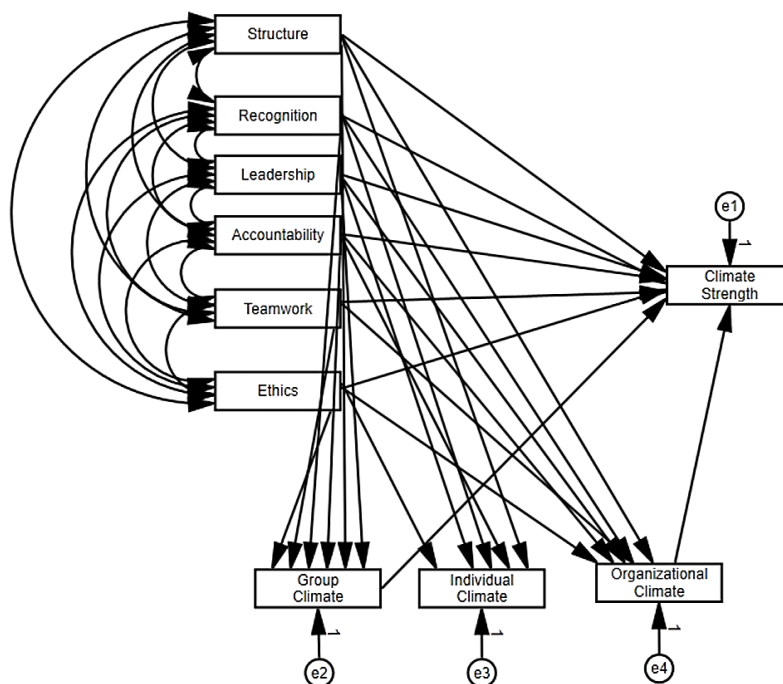 Structure
Recognition
Leadership
Accountability
Teamwork
Ethics
e1
1
Climate
Strength
Group
Climate
Individual
Climate
Organizational
Climate
1
1
1
e2
e3
e4